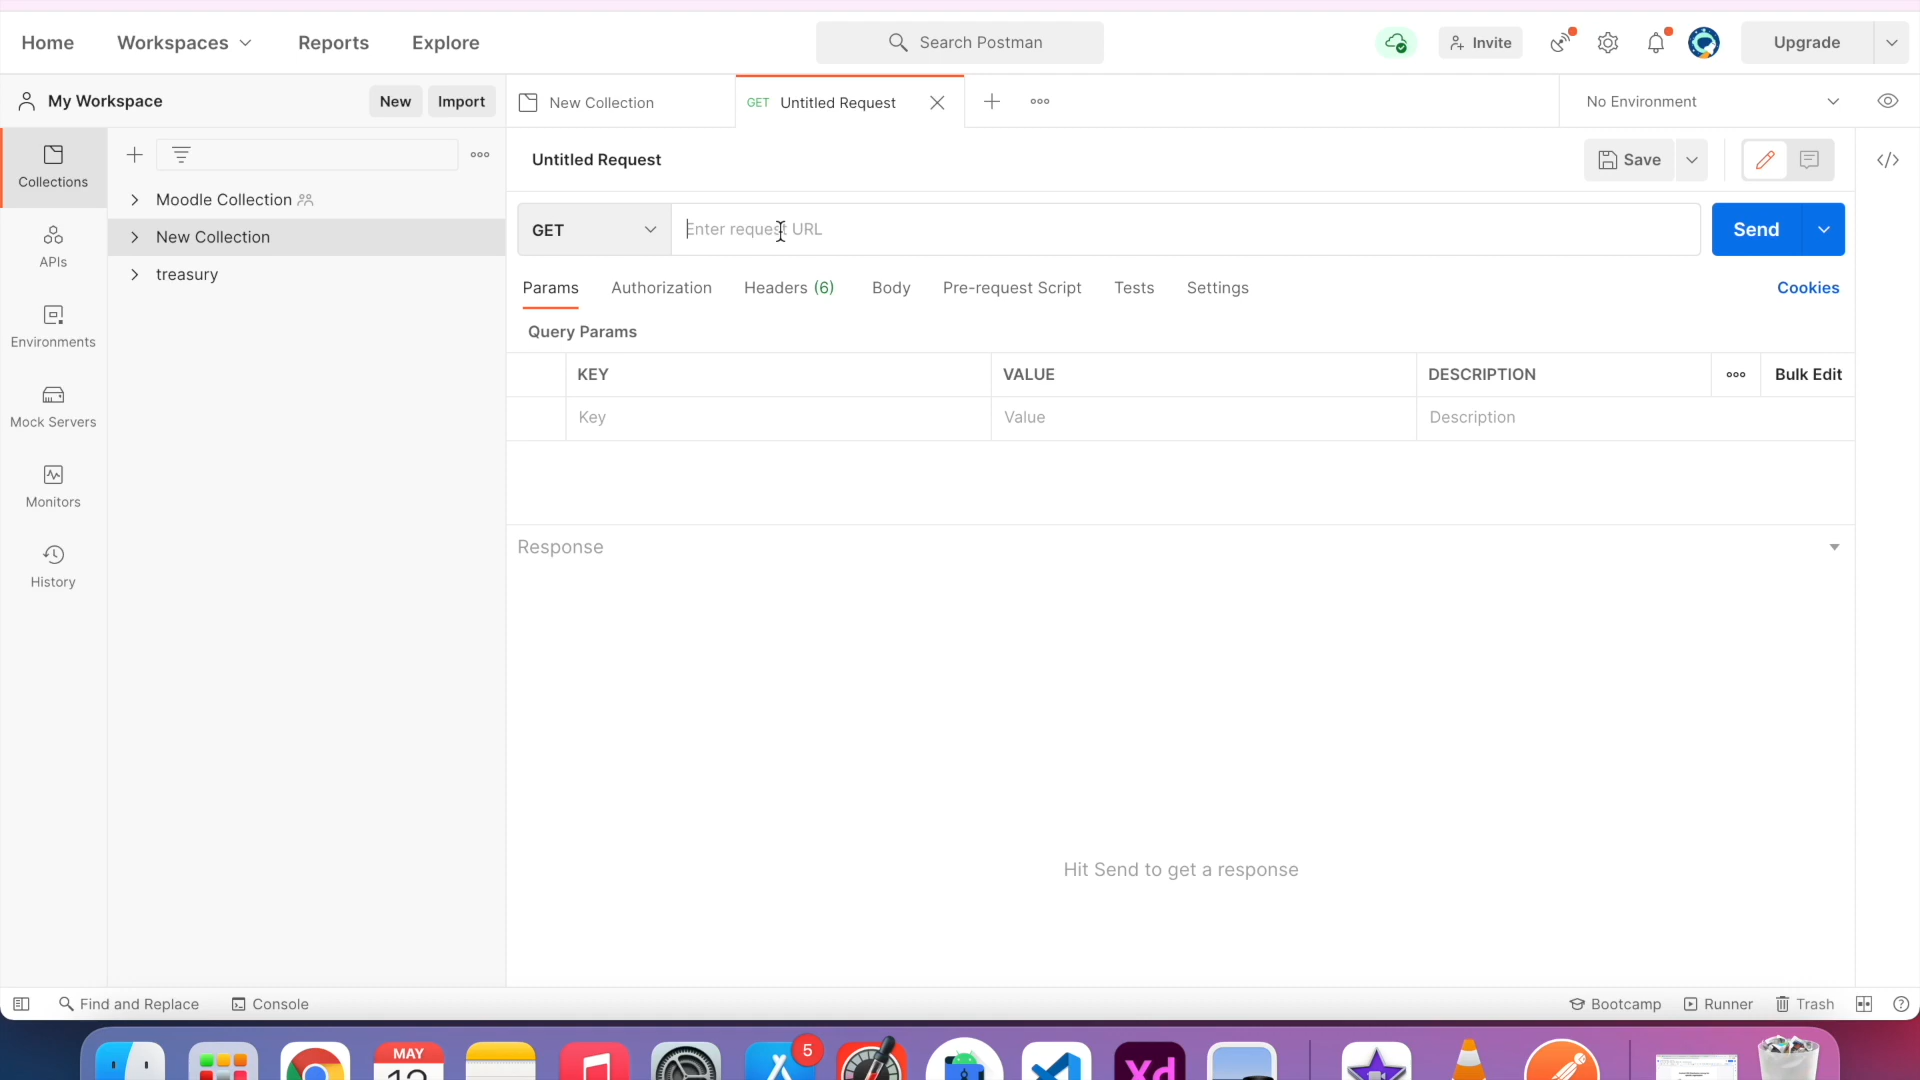 Home Workspaces Reports Explore Search Postman Invite Upgrade
My Workspace New Import New Collection GET Untitled Request No Environment
Collections
APIs
Environments
Mock Servers
Monitors
History
Moodle Collection
New Collection
treasury
Untitled Request Save
GET Enter request URL Send
Params Authorization Headers (6) Body Pre-request Script Tests Settings Cookies
Query Params
KEY VALUE DESCRIPTION Bulk Edit
Key Value Description
Response
Hit Send to get a response
Find and Replace Console Bootcamp Runner Trash
MAY
5
Xd